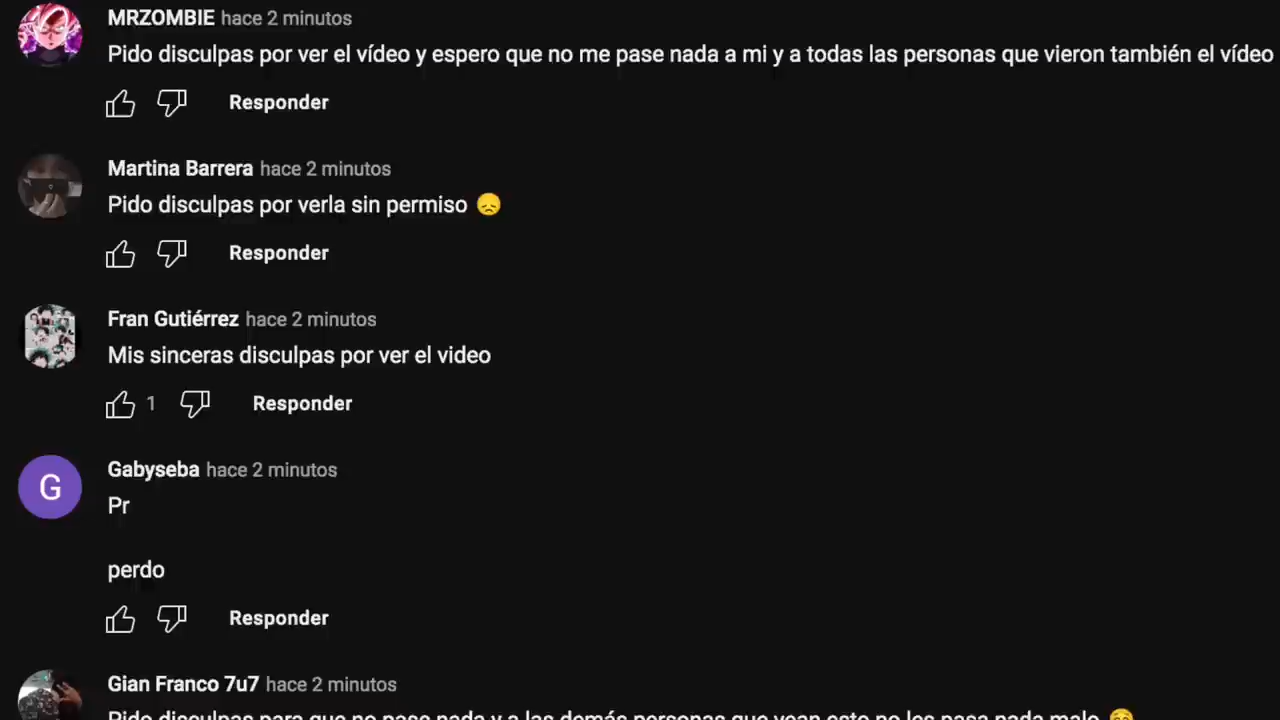 MRZOMBIE hace 2 minutos
Pido disculpas por ver el vídeo y espero que no me pase nada a mi y a todas las personas que vieron también el vídeo
Responder
Martina Barrera hace 2 minutos
Pido disculpas por verla sin permiso 😞
Responder
Fran Gutiérrez hace 2 minutos
Mis sinceras disculpas por ver el video
1 Responder
G
Gabyseba hace 2 minutos
Pr
perdo
Responder
Gian Franco 7u7 hace 2 minutos
Pido disculpas para que no pase nada y a las demás personas que vean esto no les pasa nada malo